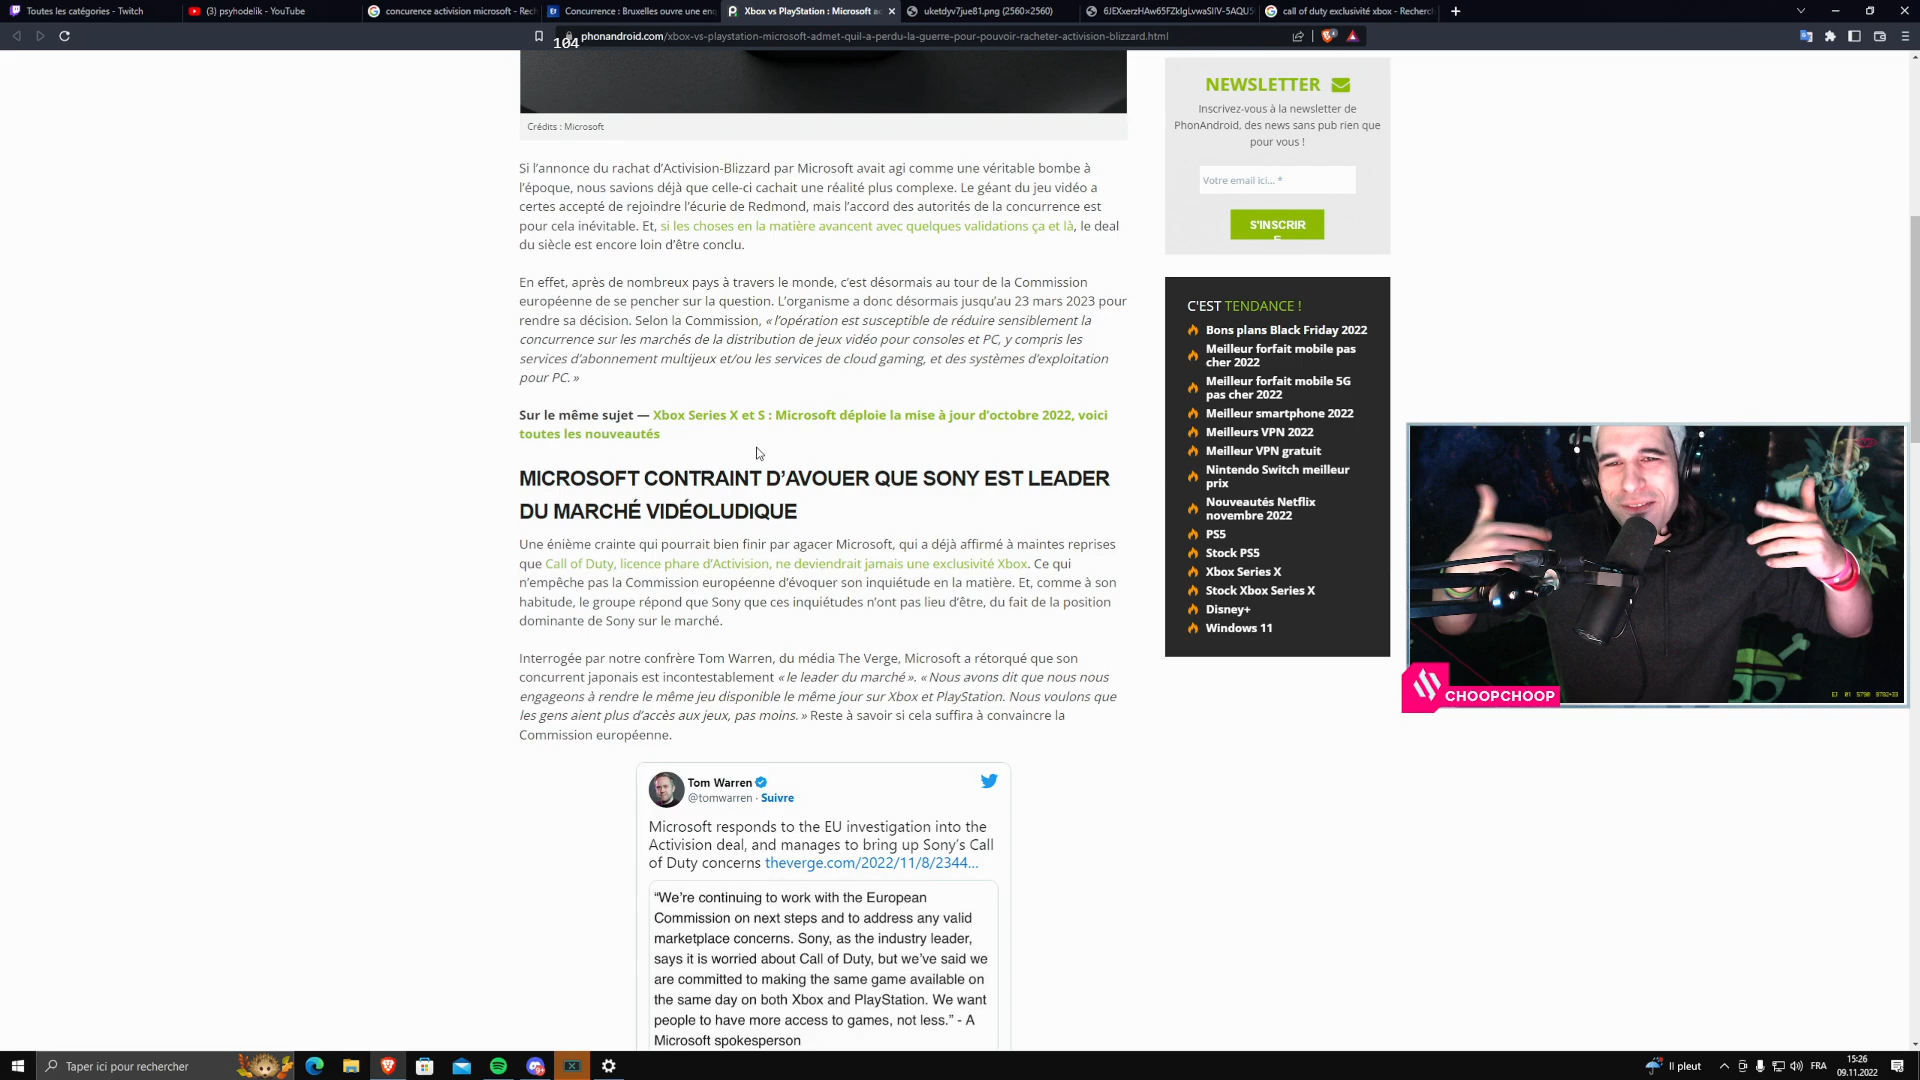 Toutes les catégories - Twitch
(3) psyhodelik - YouTube
concurence activision microsoft - Rec
Concurrence : Bruxelles ouvre une enq
Xbox vs PlayStation : Microsoft a
uketdyv7jue81.png (2560×2560)
call of duty exclusivité xbox - Recherc
104
phonandroid.com/xbox-vs-playstation-microsoft-admet-quil-a-perdu-la-guerre-pour-pouvoir-racheter-activision-blizzard.html
Crédits : Microsoft
Si l'annonce du rachat d'Activision-Blizzard par Microsoft avait agi comme une véritable bombe à
l'époque, nous savions déjà que celle-ci cachait une réalité plus complexe. Le géant du jeu vidéo a
certes accepté de rejoindre l'écurie de Redmond, mais l'accord des autorités de la concurrence est
pour cela inévitable. Et, si les choses en la matière avancent avec quelques validations ça et là, le deal
du siècle est encore loin d'être conclu.
En effet, après de nombreux pays à travers le monde, c'est désormais au tour de la Commission
européenne de se pencher sur la question. L'organisme a donc désormais jusqu'au 23 mars 2023 pour
rendre sa décision. Selon la Commission, « l'opération est susceptible de réduire sensiblement la
concurrence sur les marchés de la distribution de jeux vidéo pour consoles et PC, y compris les
services d'abonnement multijeux et/ou les services de cloud gaming, et des systèmes d'exploitation
pour PC. »
Sur le même sujet — Xbox Series X et S : Microsoft déploie la mise à jour d'octobre 2022, voici
toutes les nouveautés
MICROSOFT CONTRAINT D'AVOUER QUE SONY EST LEADER
DU MARCHÉ VIDÉOLUDIQUE
Une énième crainte qui pourrait bien finir par agacer Microsoft, qui a déjà affirmé à maintes reprises
que Call of Duty, licence phare d'Activision, ne deviendrait jamais une exclusivité Xbox. Ce qui
n'empêche pas la Commission européenne d'évoquer son inquiétude en la matière. Et, comme à son
habitude, le groupe répond que Sony que ces inquiétudes n'ont pas lieu d'être, du fait de la position
dominante de Sony sur le marché.
Interrogée par notre confrère Tom Warren, du média The Verge, Microsoft a rétorqué que son
concurrent japonais est incontestablement « le leader du marché ». « Nous avons dit que nous nous
engageons à rendre le même jeu disponible le même jour sur Xbox et PlayStation. Nous voulons que
les gens aient plus d'accès aux jeux, pas moins. » Reste à savoir si cela suffira à convaincre la
Commission européenne.
Tom Warren
@tomwarren · Suivre
Microsoft responds to the EU investigation into the
Activision deal, and manages to bring up Sony's Call
of Duty concerns theverge.com/2022/11/8/2344...
“We're continuing to work with the European
Commission on next steps and to address any valid
marketplace concerns. Sony, as the industry leader,
says it is worried about Call of Duty, but we've said we
are committed to making the same game available on
the same day on both Xbox and PlayStation. We want
people to have more access to games, not less.” - A
Microsoft spokesperson
NEWSLETTER
Inscrivez-vous à la newsletter de
PhonAndroid, des news sans pub rien que
pour vous !
Votre email ici... *
S'INSCRIR
E
C'EST TENDANCE !
Bons plans Black Friday 2022
Meilleur forfait mobile pas
cher 2022
Meilleur forfait mobile 5G
pas cher 2022
Meilleur smartphone 2022
Meilleurs VPN 2022
Meilleur VPN gratuit
Nintendo Switch meilleur
prix
Nouveautés Netflix
novembre 2022
PS5
Stock PS5
Xbox Series X
Stock Xbox Series X
Disney+
Windows 11
CHOOPCHOOP
Taper ici pour rechercher
Il pleut
FRA
15:26
09.11.2022